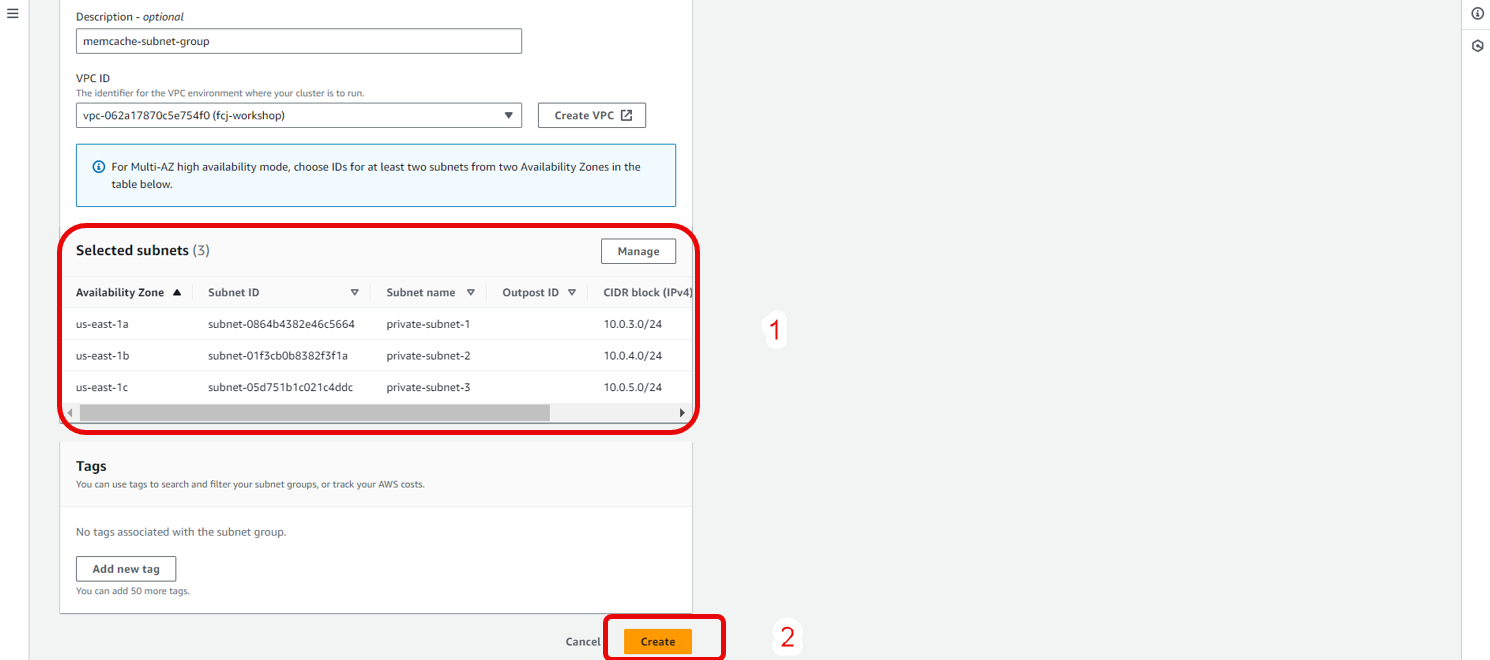 Description - optional
memcache-subnet-group
VPC ID
The identifier for the VPC environment where your cluster is to run.
vpc-062a17870c5e754f0 (fcj-workshop)
Create VPC
For Multi-AZ high availability mode, choose IDs for at least two subnets from two Availability Zones in the
table below.
Selected subnets (3)
Manage
Availability Zone Subnet ID Subnet name Outpost ID CIDR block (IPv4)
us-east-1a subnet-0864b4382e46c5664 private-subnet-1 10.0.3.0/24
us-east-1b subnet-01f3cb0b8382f3f1a private-subnet-2 10.0.4.0/24
us-east-1c subnet-05d751b1c021c4ddc private-subnet-3 10.0.5.0/24
1
Tags
You can use tags to search and filter your subnet groups, or track your AWS costs.
No tags associated with the subnet group.
Add new tag
You can add 50 more tags.
Cancel Create
2